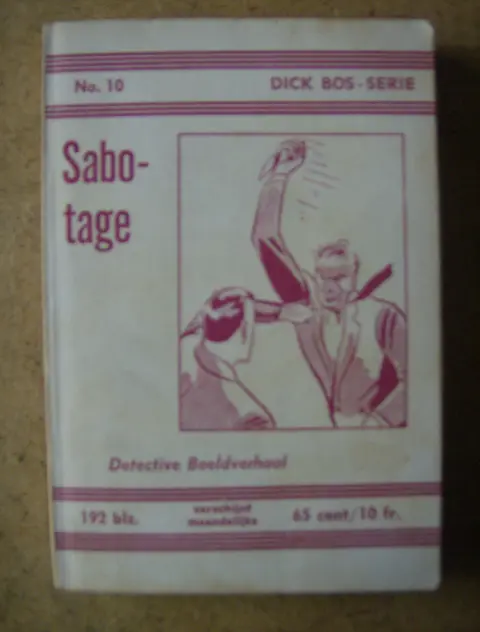 No. 10 DICK BOS-SERIE
Sabo-
tage
Detective Beeldverhaal
192 blz. verschijnt 65 cent/10 fr.
maandelijks